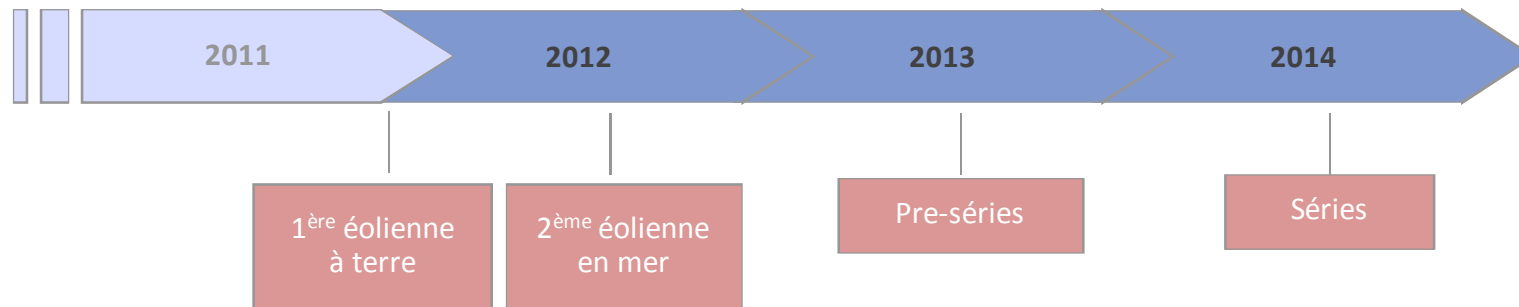 2011
2012
2013
2014
1ère éolienne
à terre
2ème éolienne
en mer
Pre-séries
Séries